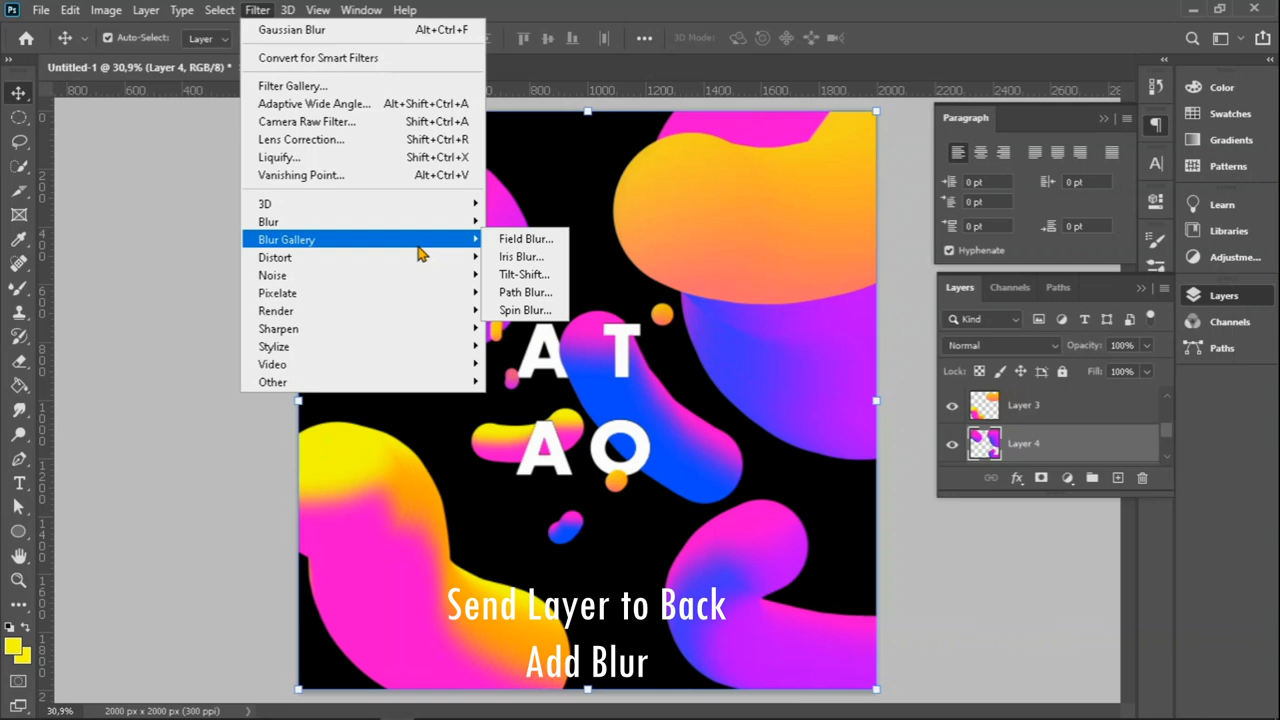 Ps File Edit Image Layer Type Select Filter 3D View Window Help
Auto-Select: Layer 3D Mode:
Untitled-1 @ 30,9% (Layer 4, RGB/8) *
Gaussian Blur Alt+Ctrl+F
Convert for Smart Filters
Filter Gallery...
Adaptive Wide Angle... Alt+Shift+Ctrl+A
Camera Raw Filter... Shift+Ctrl+A
Lens Correction... Shift+Ctrl+R
Liquify... Shift+Ctrl+X
Vanishing Point... Alt+Ctrl+V
3D
Blur
Blur Gallery
Distort
Noise
Pixelate
Render
Sharpen
Stylize
Video
Other
Field Blur...
Iris Blur...
Tilt-Shift...
Path Blur...
Spin Blur...
800 600 400 800 1000 1200 1400 1600 1800 2000 2200 2400 2600
A T
A O
Send Layer to Back
Add Blur
Paragraph
0 pt 0 pt
0 pt
0 pt 0 pt
Hyphenate
Layers Channels Paths
Kind
Normal Opacity: 100%
Lock: Fill: 100%
Layer 3
Layer 4
Color
Swatches
Gradients
Patterns
Learn
Libraries
Adjustme...
Layers
Channels
Paths
30,9% 2000 px x 2000 px (300 ppi)